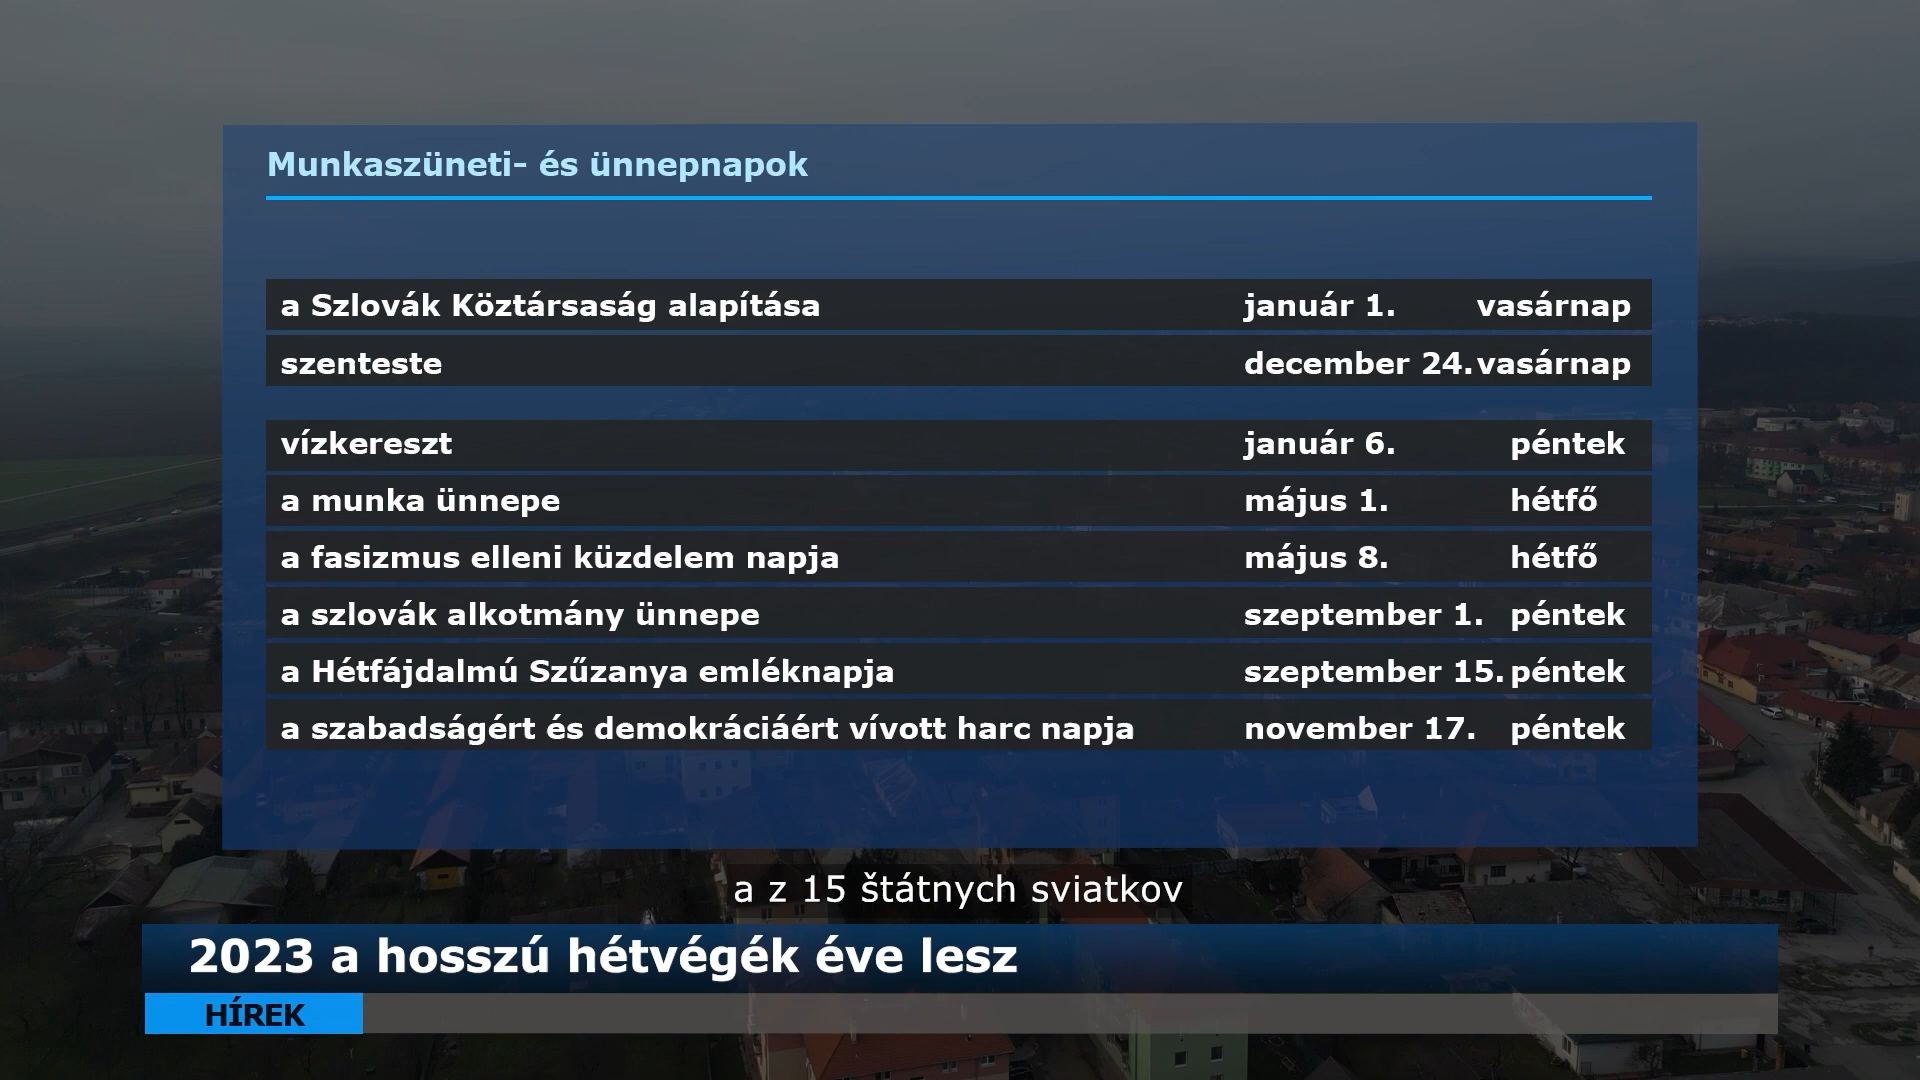 Munkaszüneti- és ünnepnapok
a Szlovák Köztársaság alapítása január 1. vasárnap
szenteste december 24. vasárnap
vízkereszt január 6. péntek
a munka ünnepe május 1. hétfő
a fasizmus elleni küzdelem napja május 8. hétfő
a szlovák alkotmány ünnepe szeptember 1. péntek
a Hétfájdalmú Szűzanya emléknapja szeptember 15. péntek
a szabadságért és demokráciáért vívott harc napja november 17. péntek
a z 15 štátnych sviatkov
2023 a hosszú hétvégék éve lesz
HÍREK